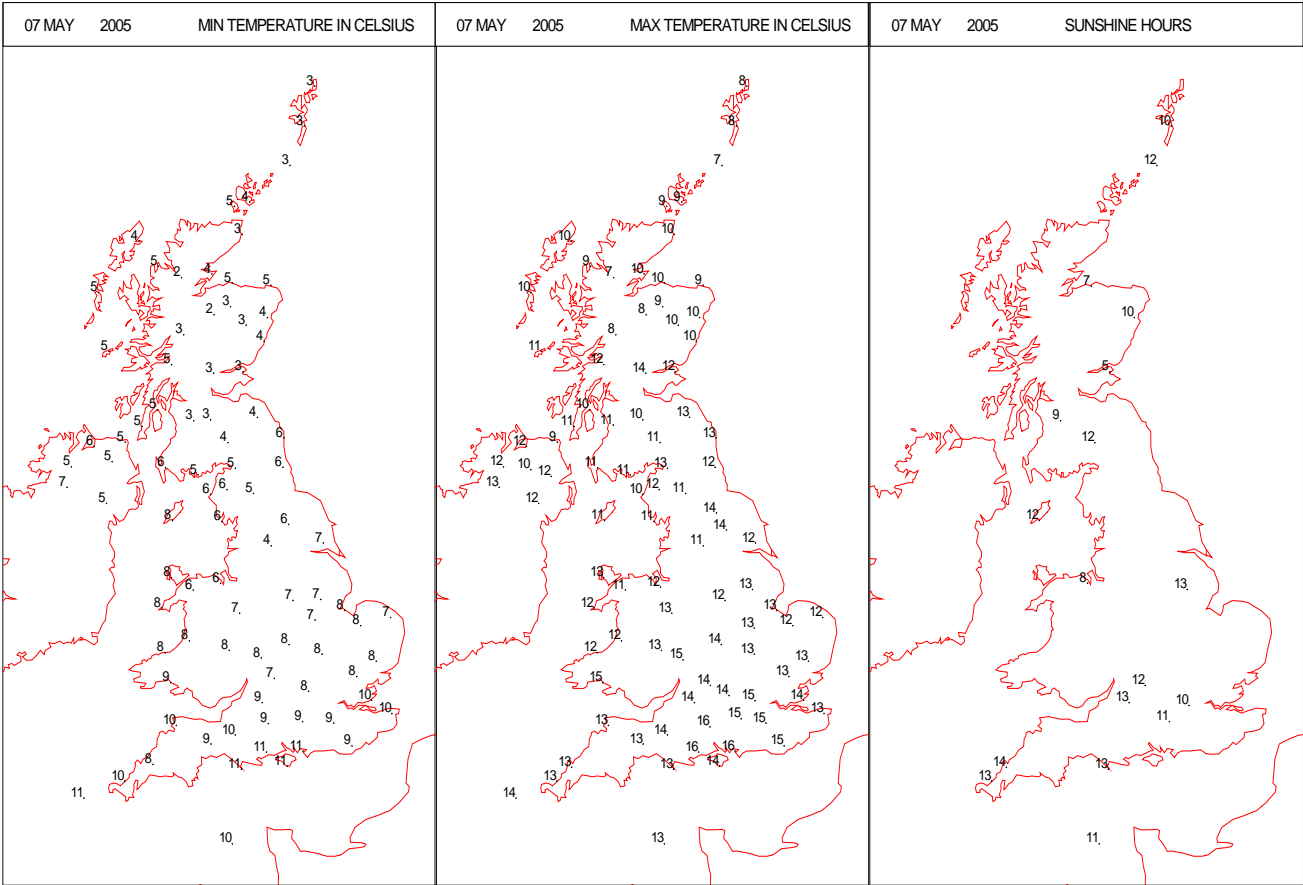 07 MAY 2005 MIN TEMPERATURE IN CELSIUS
3
3
3
5 4
3
4
5
2 4
5 5
5
2 3
4
3
3 4
5
5
3 3
5
3 3 4
5
6 5 4 6
5 5 6 5 6
5
7 6 6 5
5
8 6 6
4 7
8 6
6
8 7 7 7 8
7 7 8
8 8
8 8 8 8 8
9 7 8
8 10
9 10
10 9 9 9
10
9 11 11 9
8 11 11
10
11
10
07 MAY 2005 MAX TEMPERATURE IN CELSIUS
8
8
7
9 9
10
10
9
7 10
10 9
10
8 9
10
8 10 10
11
12
14 12
10
11 11 10 13
12 9 11 13
12 10 12 11 11 13 12
13 10 12 11
12
11 11 14
14
11 12
13 11 12 13
12 13 12 13 12
13 12
12 12 13 14 13
15 13
15 14 14 13
14 15 14
13 14 16 15 15 13
13 16 16 15
13 13 14
13
14
13
07 MAY 2005 SUNSHINE HOURS
10
12
7
10
5
9
12
12
8 13
12
13 10
11
14 13
13
11